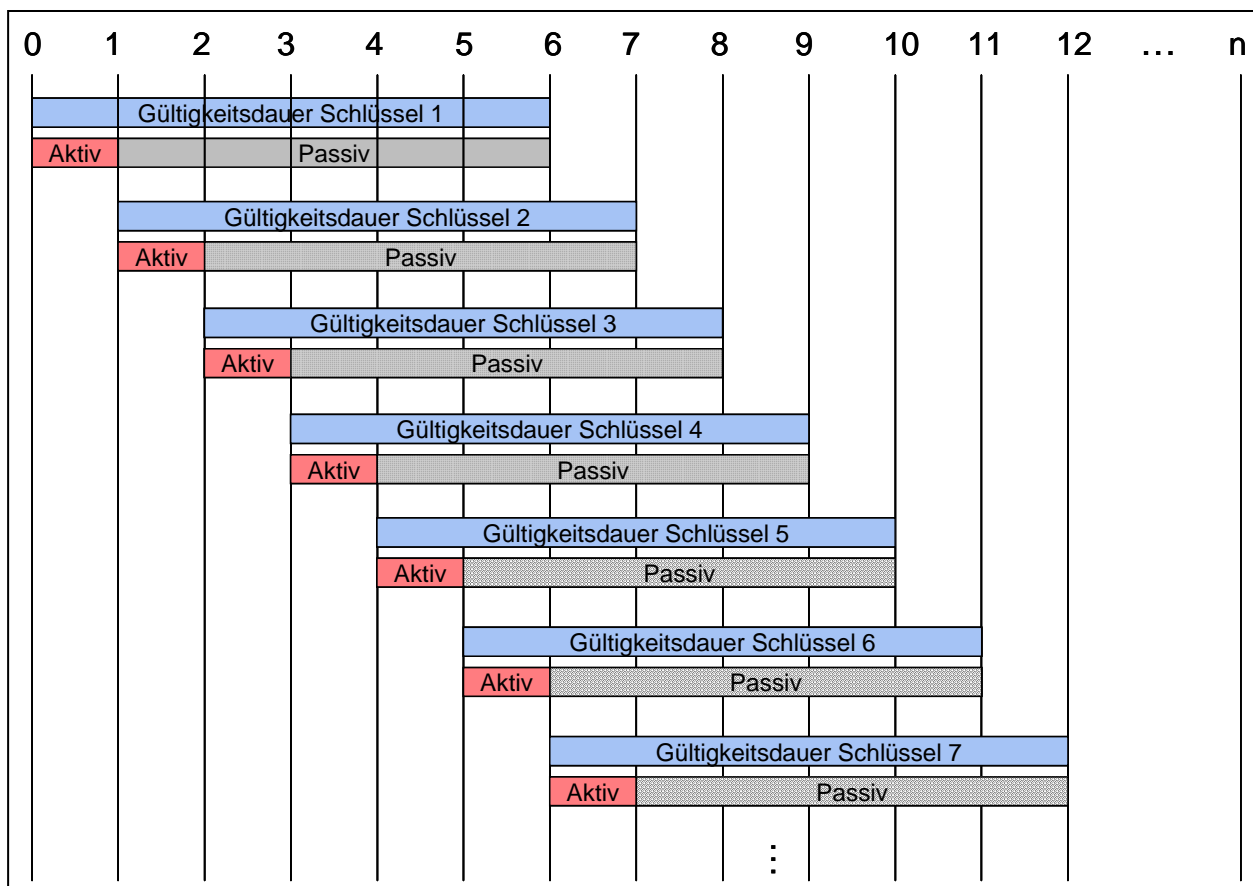 0 1 2 3 4 5 6 7 8 9 10 11 12 ... n
Gültigkeitsdauer Schlüssel 1
Aktiv Passiv
Gültigkeitsdauer Schlüssel 2
Aktiv Passiv
Gültigkeitsdauer Schlüssel 3
Aktiv Passiv
Gültigkeitsdauer Schlüssel 4
Aktiv Passiv
Gültigkeitsdauer Schlüssel 5
Aktiv Passiv
Gültigkeitsdauer Schlüssel 6
Aktiv Passiv
Gültigkeitsdauer Schlüssel 7
Aktiv Passiv
⋮